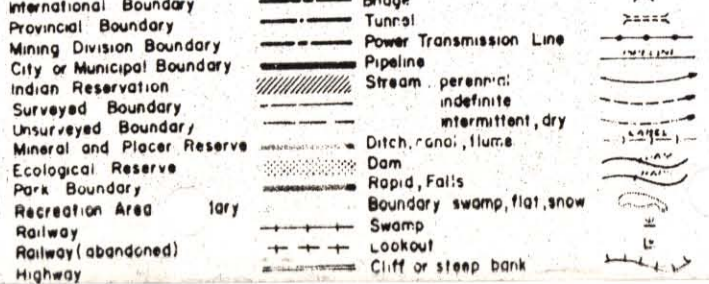 International Boundary
Provincial Boundary
Mining Division Boundary
City or Municipal Boundary
Indian Reservation
Surveyed Boundary
Unsurveyed Boundary
Mineral and Placer Reserve
Ecological Reserve
Park Boundary
Recreation Area lary
Railway
Railway (abandoned)
Highway
Bridge
Tunnel
Power Transmission Line
Pipeline
Stream perennial
indefinite
intermittent, dry
Ditch, canal, flume
Dam
Rapid, Falls
Boundary swamp, flat, snow
Swamp
Lookout
Cliff or steep bank